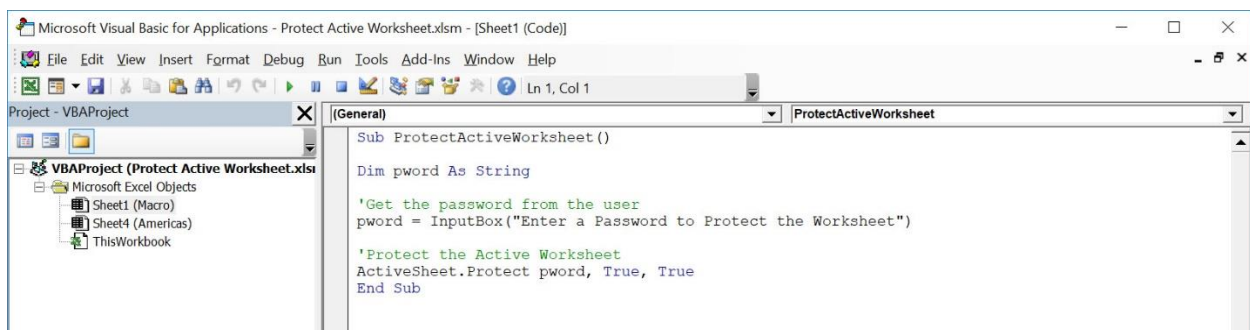 Microsoft Visual Basic for Applications - Protect Active Worksheet.xlsm - [Sheet1 (Code)]
File Edit View Insert Format Debug Run Tools Add-Ins Window Help
Ln 1, Col 1
Project - VBAProject
(General) ProtectActiveWorksheet
VBAProject (Protect Active Worksheet.xlsm
Microsoft Excel Objects
Sheet1 (Macro)
Sheet4 (Americas)
ThisWorkbook
Sub ProtectActiveWorksheet()
Dim pword As String
'Get the password from the user
pword = InputBox("Enter a Password to Protect the Worksheet")
'Protect the Active Worksheet
ActiveSheet.Protect pword, True, True
End Sub